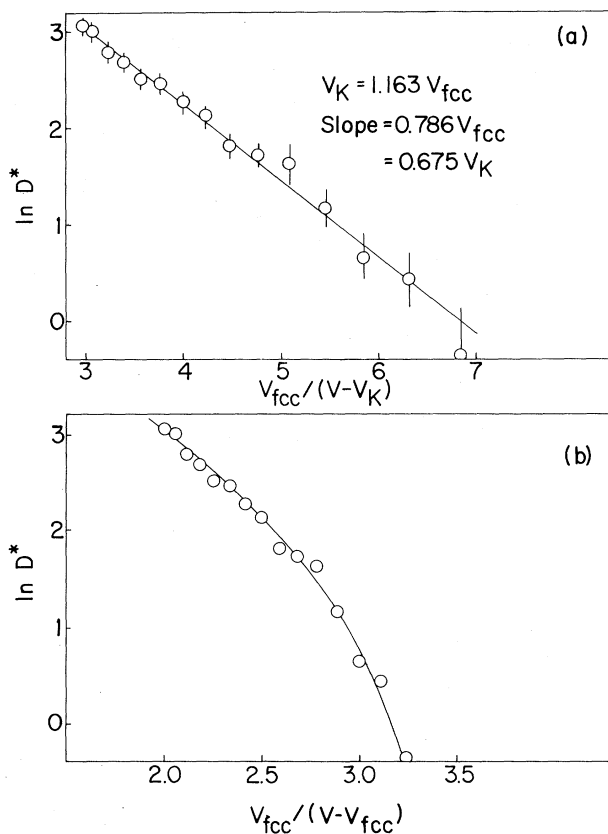 (a)
3
V_K = 1.163 V_fcc
Slope = 0.786 V_fcc
= 0.675 V_K
2
ln D*
1
0
3 4 5 6 7
V_fcc/(V-V_K)
(b)
3
2
ln D*
1
0
2.0 2.5 3.0 3.5
V_fcc/(V-V_fcc)